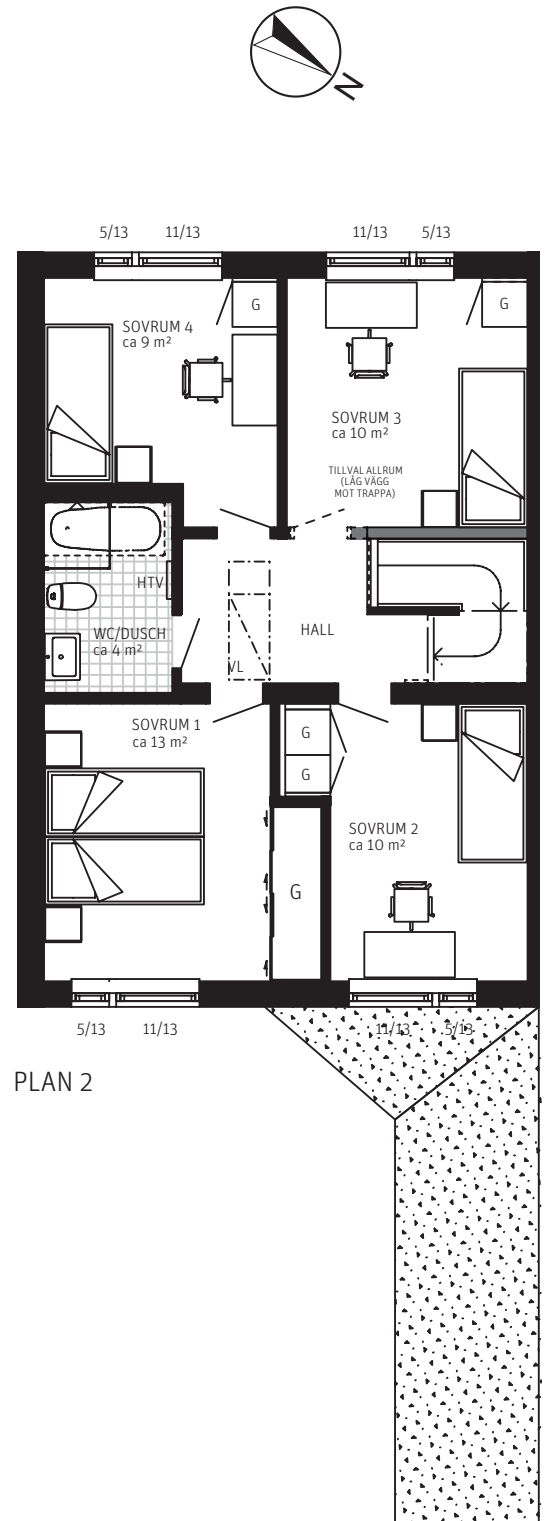 N
5/13 11/13 11/13 5/13
G
G
SOVRUM 4
ca 9 m²
SOVRUM 3
ca 10 m²
TILLVAL ALLRUM
(LÅG VÄGG
MOT TRAPPA)
HTV
WC/DUSCH
ca 4 m²
HALL
VL
SOVRUM 1
ca 13 m²
G
G
SOVRUM 2
ca 10 m²
G
5/13 11/13 11/13 5/13
PLAN 2